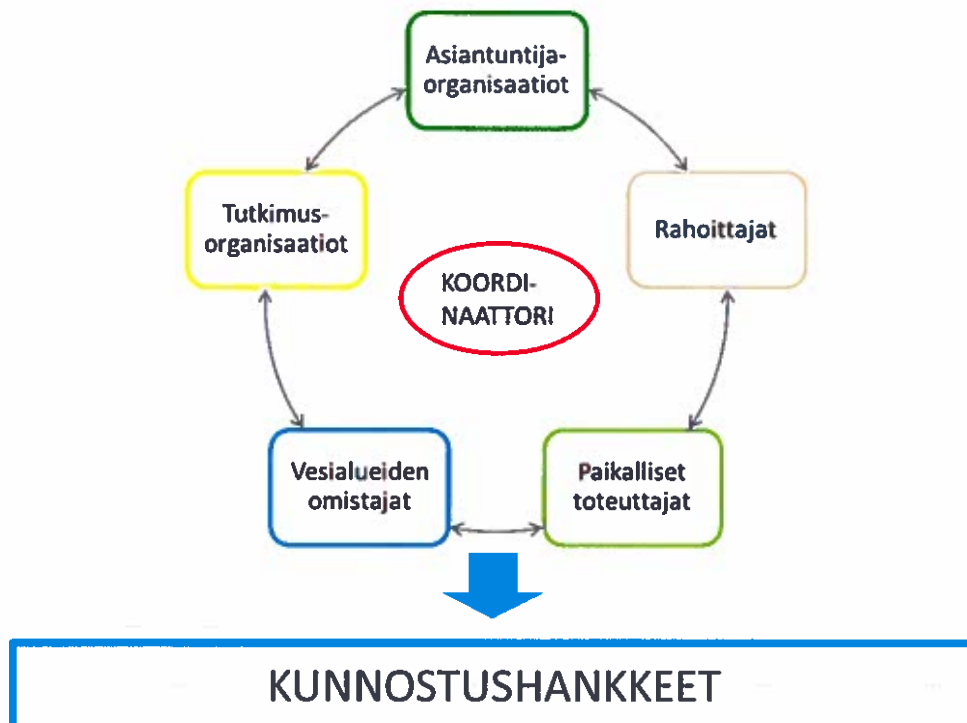 Asiantuntija-
organisaatiot
Tutkimus-
organisaatiot
Rahoittajat
KOORDI-
NAATTORI
Vesialueiden
omistajat
Paikalliset
toteuttajat
KUNNOSTUSHANKKEET